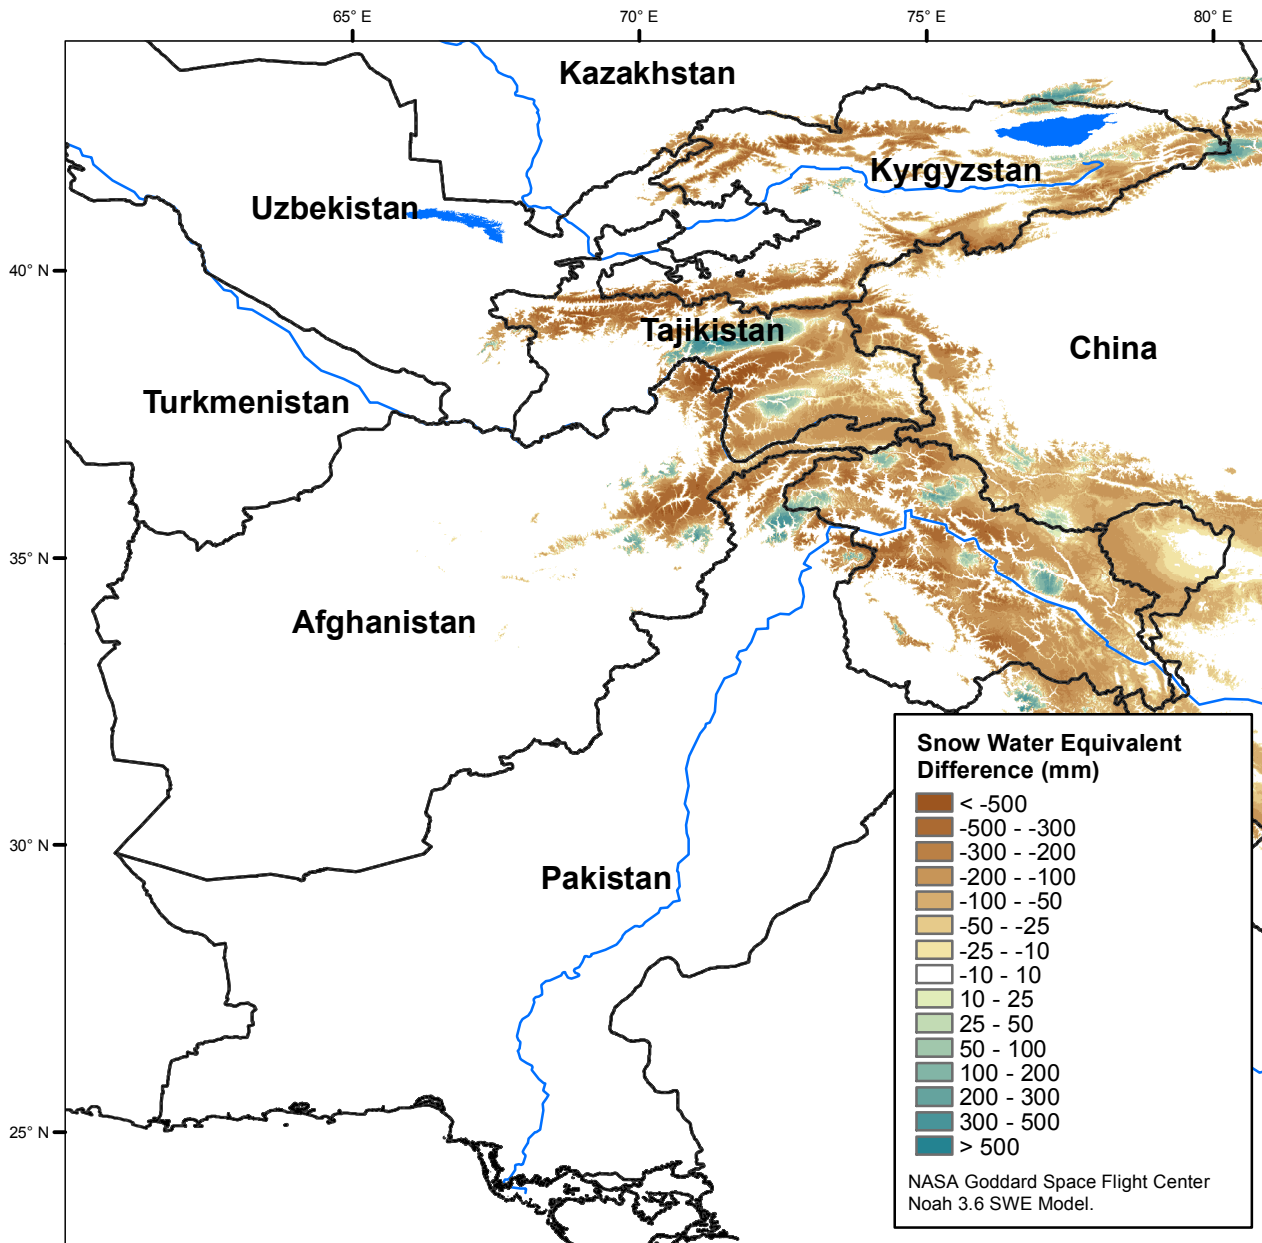 65° E
70° E
75° E
80° E
Kazakhstan
Kyrgyzstan
Uzbekistan
40° N
Tajikistan
China
Turkmenistan
35° N
Afghanistan
Snow Water Equivalent
Difference (mm)
< -500
-500 - -300
-300 - -200
-200 - -100
-100 - -50
-50 - -25
-25 - -10
-10 - 10
10 - 25
25 - 50
50 - 100
100 - 200
200 - 300
300 - 500
> 500
NASA Goddard Space Flight Center
Noah 3.6 SWE Model.
30° N
Pakistan
25° N